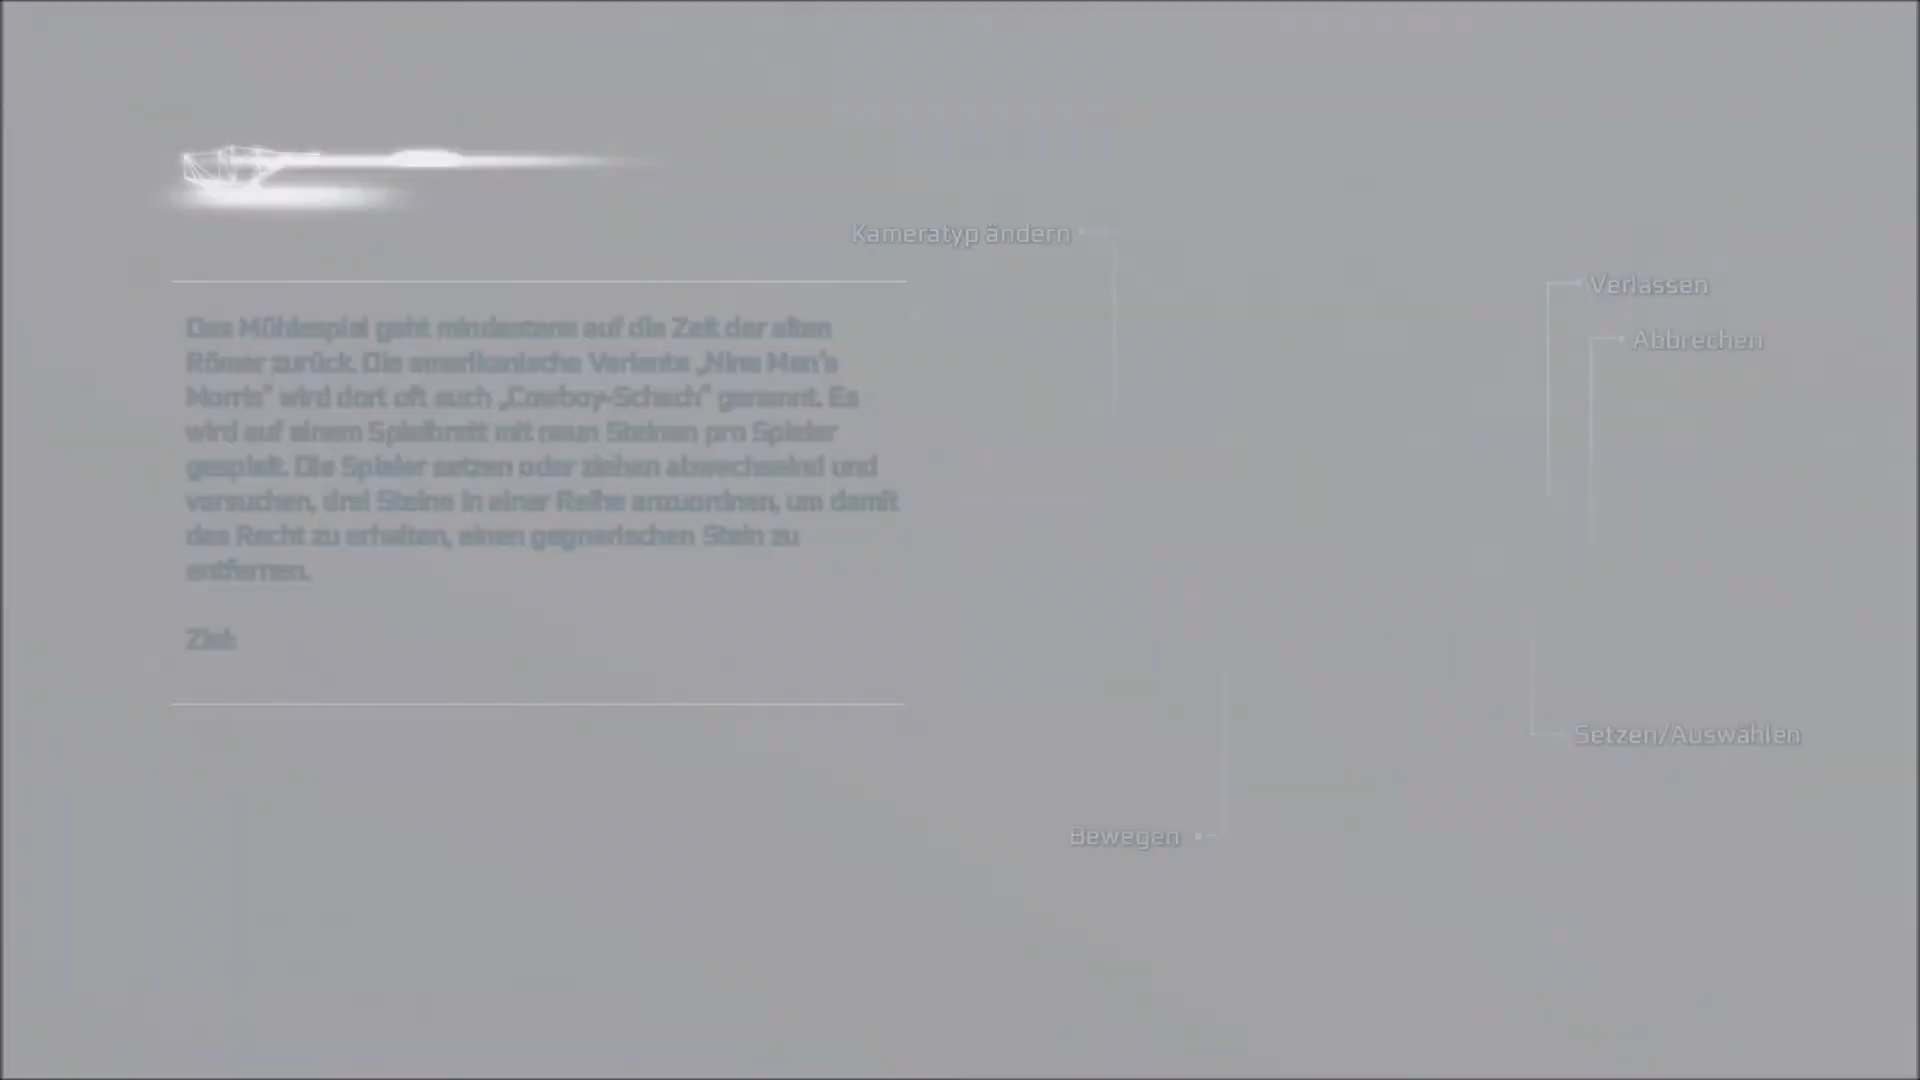 Kameratyp ändern
Verlassen
Abbrechen
Das Mühlespiel geht mindestens auf die Zeit der alten
Römer zurück. Die amerikanische Variante „Nine Men's
Morris" wird dort oft auch „Cowboy-Schach" genannt. Es
wird auf einem Spielbrett mit neun Steinen pro Spieler
gespielt. Die Spieler setzen oder ziehen abwechselnd und
versuchen, drei Steine in einer Reihe anzuordnen, um damit
das Recht zu erhalten, einen gegnerischen Stein zu
entfernen.
Ziel:
Setzen/Auswählen
Bewegen